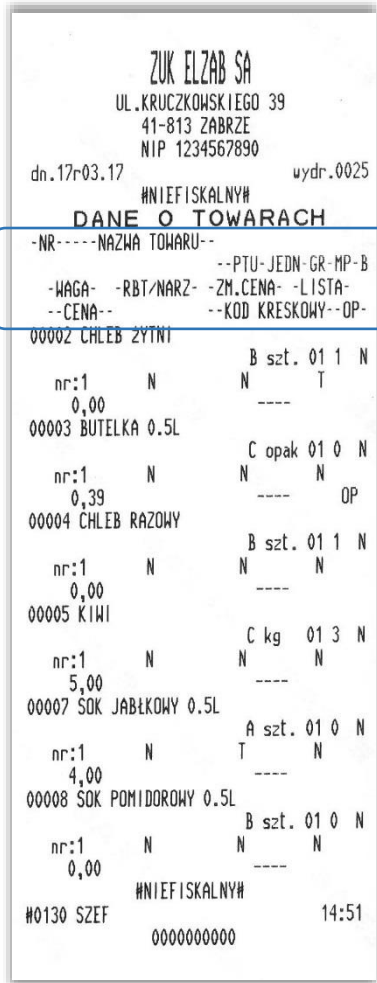 ZUK ELZAB SA
UL.KRUCZKOWSKIEGO 39
41-813 ZABRZE
NIP 1234567890
dn.17r03.17 wydr.0025
#NIEFISKALNY#
DANE O TOWARACH
-NR-----NAZWA TOWARU--
--PTU-JEDN-GR-MP-B
-WAGA- -RBT/NARZ- -ZM.CENA- -LISTA-
--CENA-- --KOD KRESKOWY--OP-
00002 CHLEB ŻYTNI
B szt. 01 1 N
nr:1 N N T
0,00 ----
00003 BUTELKA 0.5L
C opak 01 0 N
nr:1 N N N
0,39 ---- OP
00004 CHLEB RAZOWY
B szt. 01 1 N
nr:1 N N N
0,00 ----
00005 KIWI
C kg 01 3 N
nr:1 N N N
5,00 ----
00007 SOK JABŁKOWY 0.5L
A szt. 01 0 N
nr:1 N T N
4,00 ----
00008 SOK POMIDOROWY 0.5L
B szt. 01 0 N
nr:1 N N N
0,00 ----
#NIEFISKALNY#
#0130 SZEF 14:51
0000000000